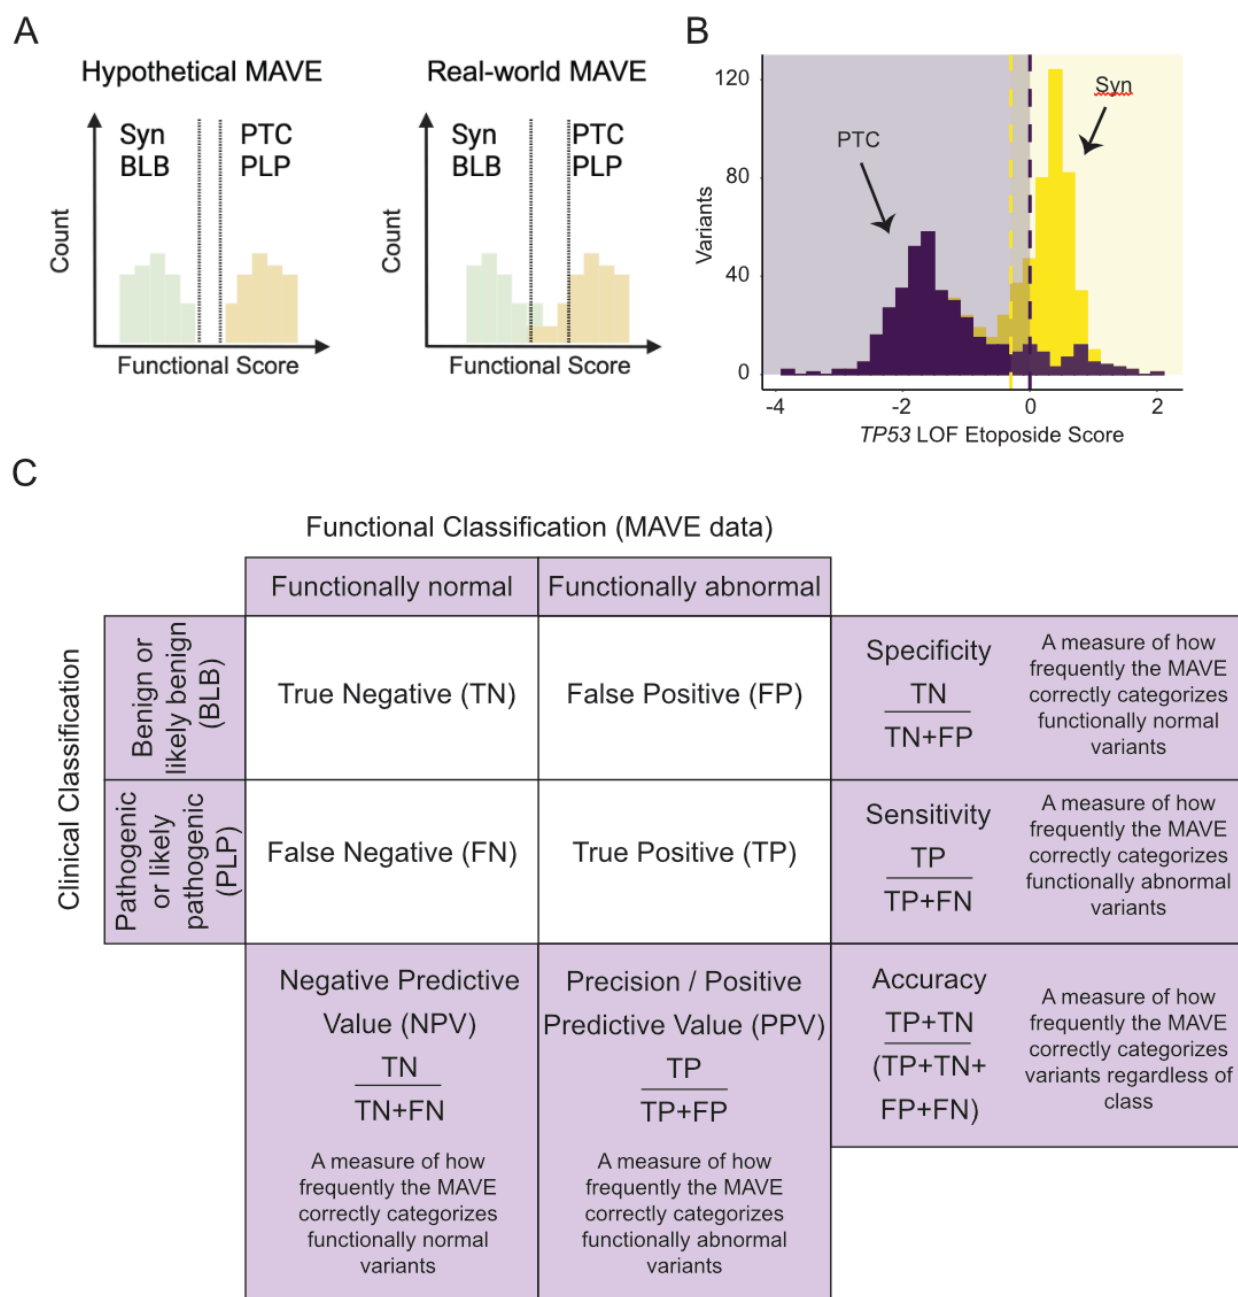 A
Hypothetical MAVE
Syn
BLB
PTC
PLP
Count
Functional Score
Real-world MAVE
Syn
BLB
PTC
PLP
Count
Functional Score
B
120
80
40
0
Variants
PTC
Syn
-4
-2
0
2
TP53 LOF Etoposide Score
C
Functional Classification (MAVE data)
Functionally normal
Functionally abnormal
Clinical Classification
Benign or
likely benign
(BLB)
True Negative (TN)
False Positive (FP)
Specificity
TN
TN+FP
A measure of how
frequently the MAVE
correctly categorizes
functionally normal
variants
Pathogenic
or likely
pathogenic
(PLP)
False Negative (FN)
True Positive (TP)
Sensitivity
TP
TP+FN
A measure of how
frequently the MAVE
correctly categorizes
functionally abnormal
variants
Negative Predictive
Value (NPV)
TN
TN+FN
A measure of how
frequently the MAVE
correctly categorizes
functionally normal
variants
Precision / Positive
Predictive Value (PPV)
TP
TP+FP
A measure of how
frequently the MAVE
correctly categorizes
functionally abnormal
variants
Accuracy
TP+TN
(TP+TN+
FP+FN)
A measure of how
frequently the MAVE
correctly categorizes
variants regardless of
class